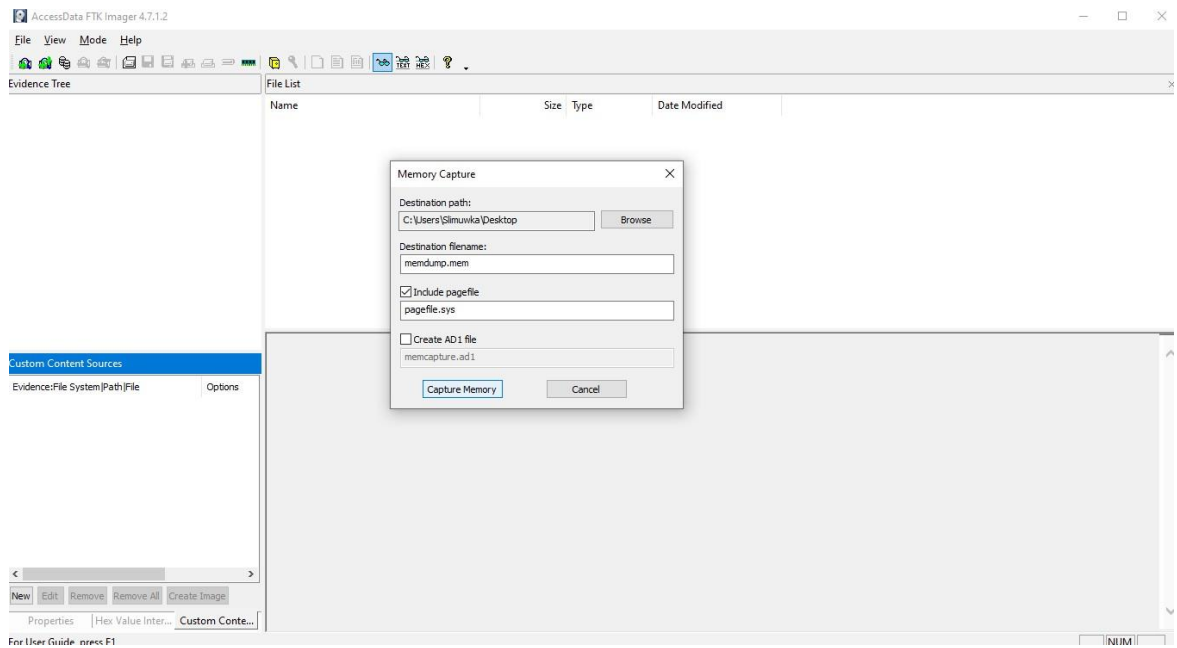 AccessData FTK Imager 4.7.1.2
File View Mode Help
TEXT HEX
Evidence Tree
File List
Name Size Type Date Modified
Memory Capture
Destination path:
C:\Users\Slimuwka\Desktop Browse
Destination filename:
memdump.mem
Include pagefile
pagefile.sys
Create AD1 file
memcapture.ad1
Capture Memory Cancel
Custom Content Sources
Evidence:File System|Path|File Options
New Edit Remove Remove All Create Image
Properties Hex Value Inter... Custom Conte...
For User Guide, press F1 NUM